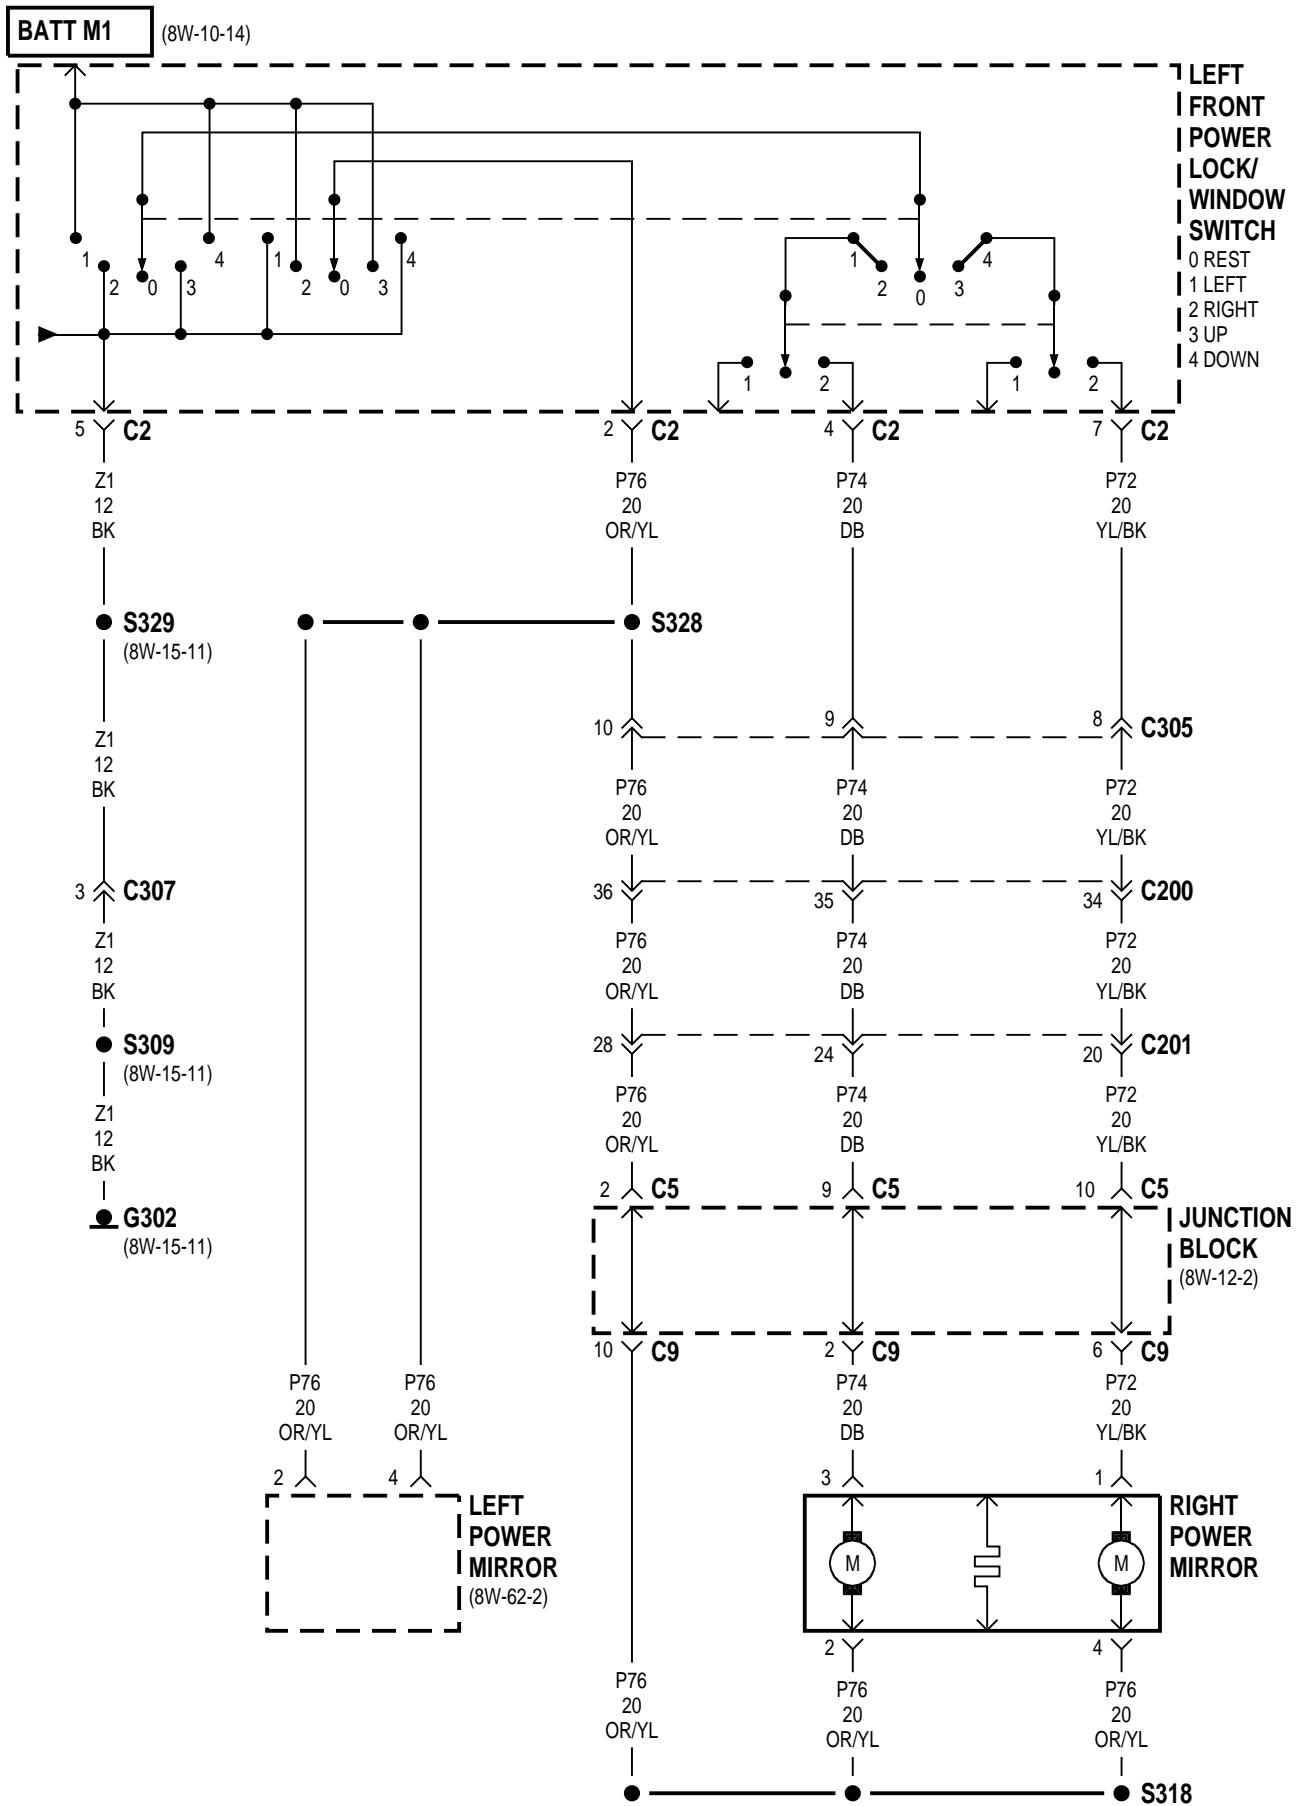 BATT M1 (8W-10-14)
LEFT
FRONT
POWER
LOCK/
WINDOW
SWITCH
0 REST
1 LEFT
2 RIGHT
3 UP
4 DOWN
1 2 0 3 4 1 2 0 3 4
1 2 0 3 4
1 2 1 2
5 C2 2 C2 4 C2 7 C2
Z1 P76 P74 P72
12 20 20 20
BK OR/YL DB YL/BK
S329 S328
(8W-15-11)
10 9 8 C305
Z1
12
BK
P76 P74 P72
20 20 20
OR/YL DB YL/BK
3 C307 36 35 34 C200
Z1 P76 P74 P72
12 20 20 20
BK OR/YL DB YL/BK
S309 28 24 20 C201
(8W-15-11)
Z1 P76 P74 P72
12 20 20 20
BK OR/YL DB YL/BK
2 C5 9 C5 10 C5
G302
(8W-15-11)
JUNCTION
BLOCK
(8W-12-2)
10 C9 2 C9 6 C9
P76 P76 P74 P72
20 20 20 20
OR/YL OR/YL DB YL/BK
2 4 3 1
LEFT
POWER
MIRROR
(8W-62-2)
M M
RIGHT
POWER
MIRROR
2 4
P76 P76 P76
20 20 20
OR/YL OR/YL OR/YL
S318